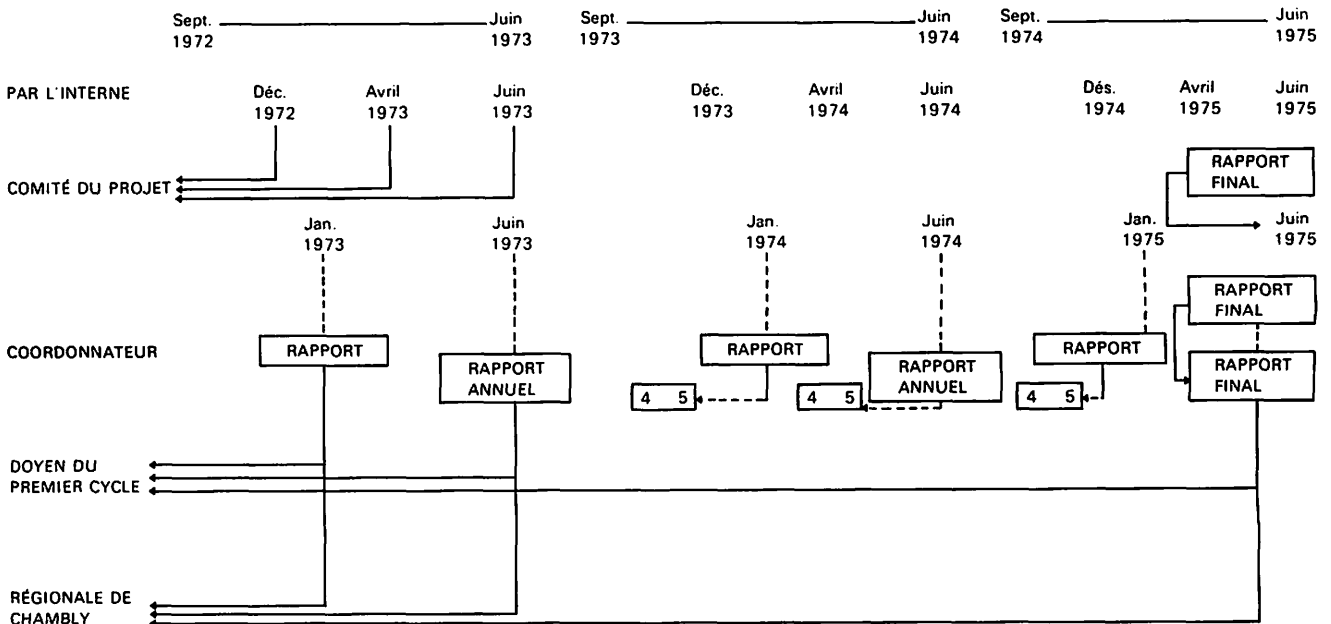 Sept. Juin Sept. Juin Sept. Juin
1972 1973 1973 1974 1974 1975
PAR L'INTERNE Déc. Avril Juin Déc. Avril Juin Dés. Avril Juin
1972 1973 1973 1973 1974 1974 1974 1975 1975
COMITÉ DU PROJET
RAPPORT
FINAL
Jan. Juin Jan. Juin Jan. Juin
1973 1973 1974 1974 1975 1975
RAPPORT
FINAL
COORDONNATEUR RAPPORT RAPPORT RAPPORT
RAPPORT
ANNUEL
RAPPORT
ANNUEL
RAPPORT
FINAL
4 5 4 5 4 5
DOYEN DU
PREMIER CYCLE
RÉGIONALE DE
CHAMBLY